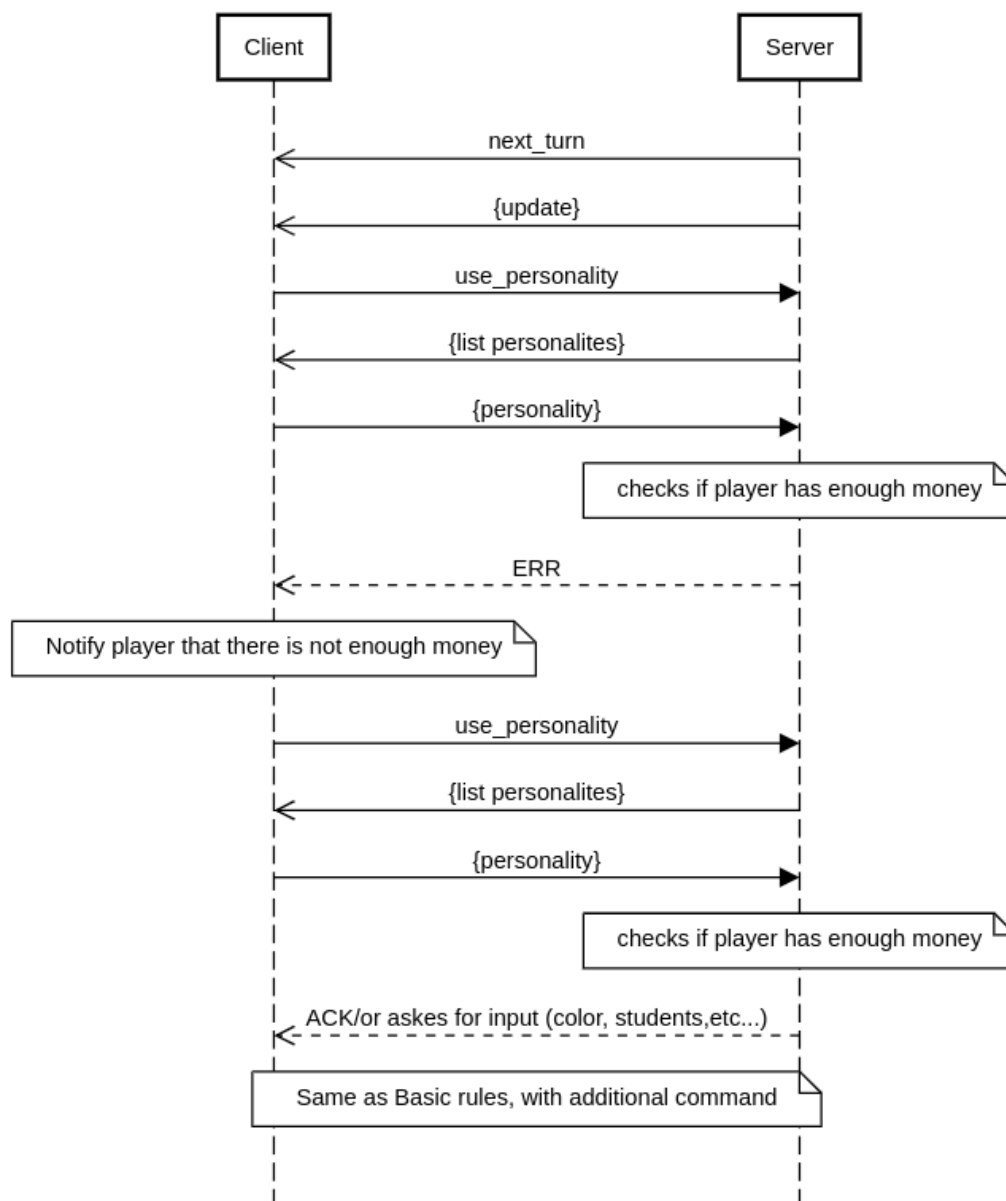 Client
Server
next_turn
{update}
use_personality
{list personalites}
{personality}
checks if player has enough money
ERR
Notify player that there is not enough money
use_personality
{list personalites}
{personality}
checks if player has enough money
ACK/or askes for input (color, students,etc...)
Same as Basic rules, with additional command